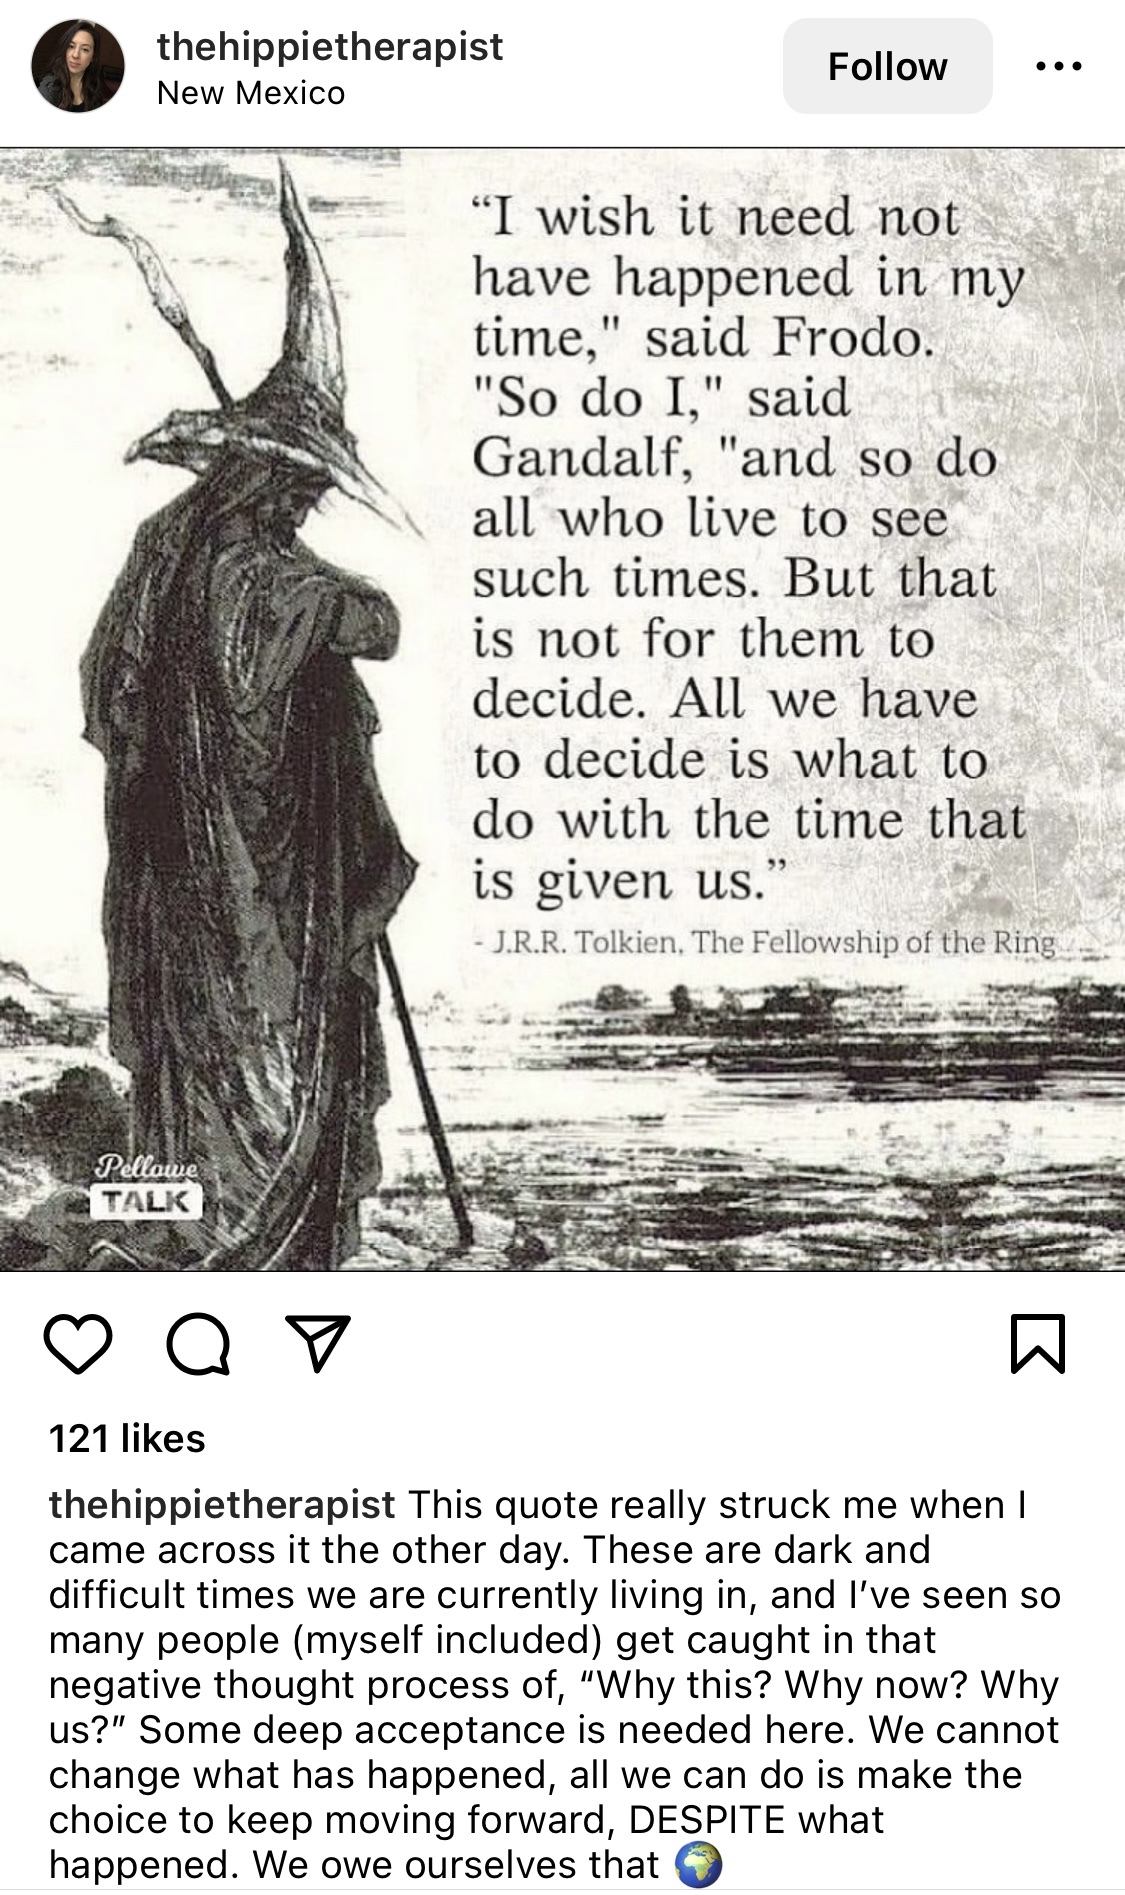 thehippietherapist
New Mexico
Follow
“I wish it need not
have happened in my
time," said Frodo.
"So do I," said
Gandalf, "and so do
all who live to see
such times. But that
is not for them to
decide. All we have
to decide is what to
do with the time that
is given us.”
- J.R.R. Tolkien, The Fellowship of the Ring
Pellowe
TALK
121 likes
thehippietherapist This quote really struck me when I
came across it the other day. These are dark and
difficult times we are currently living in, and I’ve seen so
many people (myself included) get caught in that
negative thought process of, “Why this? Why now? Why
us?” Some deep acceptance is needed here. We cannot
change what has happened, all we can do is make the
choice to keep moving forward, DESPITE what
happened. We owe ourselves that 🌍